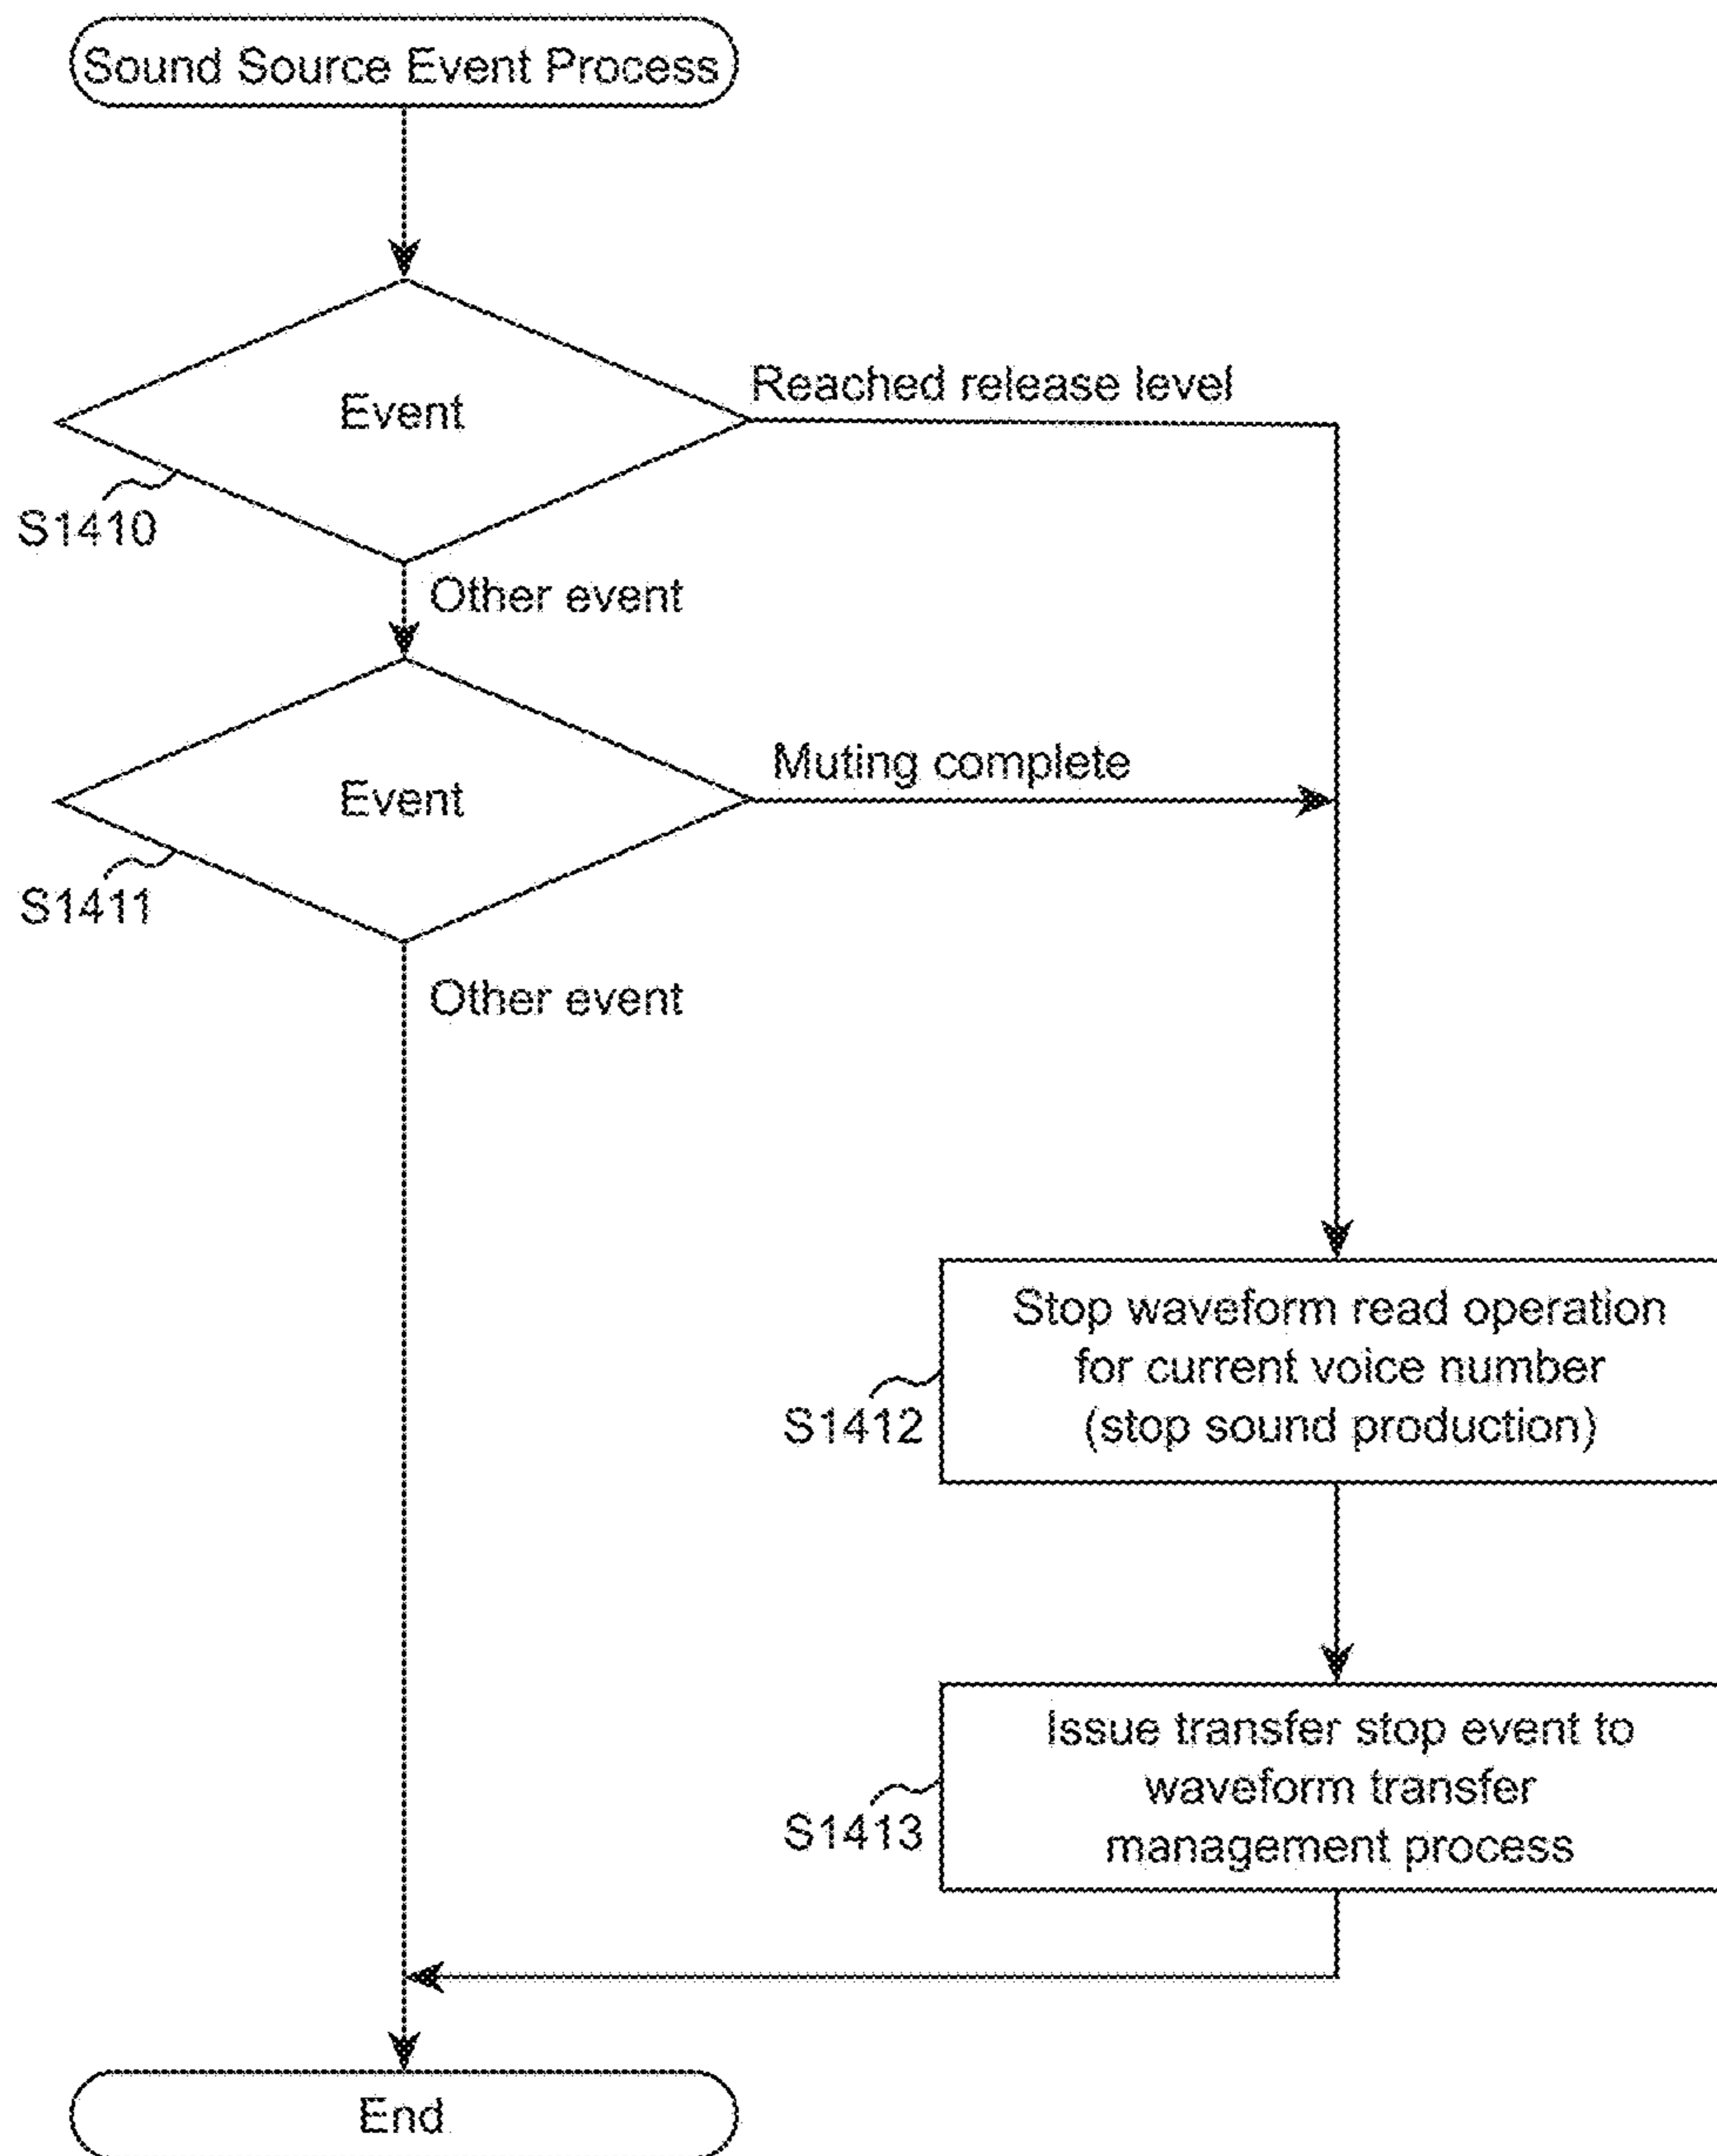 Sound Source Event Process
Event
Reached release level
S1410
Other event
Event
Muting complete
S1411
Other event
Stop waveform read operation
for current voice number
(stop sound production)
S1412
Issue transfer stop event to
waveform transfer
management process
S1413
End